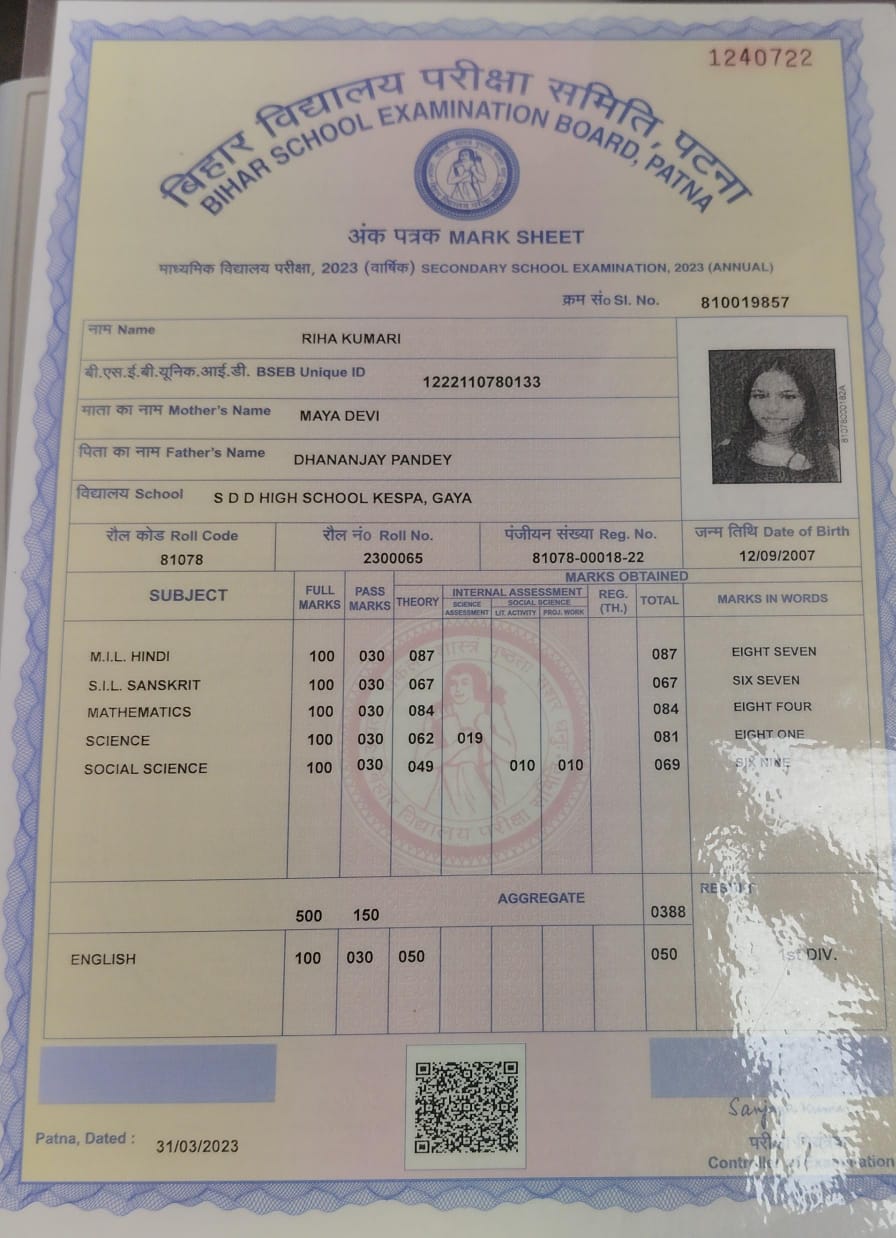 1240722
बिहार विद्यालय परीक्षा समिति, पटना
BIHAR SCHOOL EXAMINATION BOARD, PATNA
अंक पत्रक MARK SHEET
माध्यमिक विद्यालय परीक्षा, 2023 (वार्षिक) SECONDARY SCHOOL EXAMINATION, 2023 (ANNUAL)
क्रम सं० Sl. No. 810019857
नाम Name RIHA KUMARI
बी.एस.ई.बी.यूनिक.आई.डी. BSEB Unique ID 1222110780133
माता का नाम Mother's Name MAYA DEVI
पिता का नाम Father's Name DHANANJAY PANDEY
विद्यालय School S D D HIGH SCHOOL KESPA, GAYA
रौल कोड Roll Code रौल नं० Roll No. पंजीयन संख्या Reg. No. जन्म तिथि Date of Birth
81078 2300065 81078-00018-22 12/09/2007
MARKS OBTAINED
SUBJECT FULL MARKS PASS MARKS THEORY INTERNAL ASSESSMENT REG. (TH.) TOTAL MARKS IN WORDS
SCIENCE ASSESSMENT SOCIAL SCIENCE LIT. ACTIVITY PROJ. WORK
M.I.L. HINDI 100 030 087 087 EIGHT SEVEN
S.I.L. SANSKRIT 100 030 067 067 SIX SEVEN
MATHEMATICS 100 030 084 084 EIGHT FOUR
SCIENCE 100 030 062 019 081 EIGHT ONE
SOCIAL SCIENCE 100 030 049 010 010 069 SIX NINE
AGGREGATE RESULT
500 150 0388
ENGLISH 100 030 050 050 1st DIV.
Patna, Dated : 31/03/2023
Controller of Examination